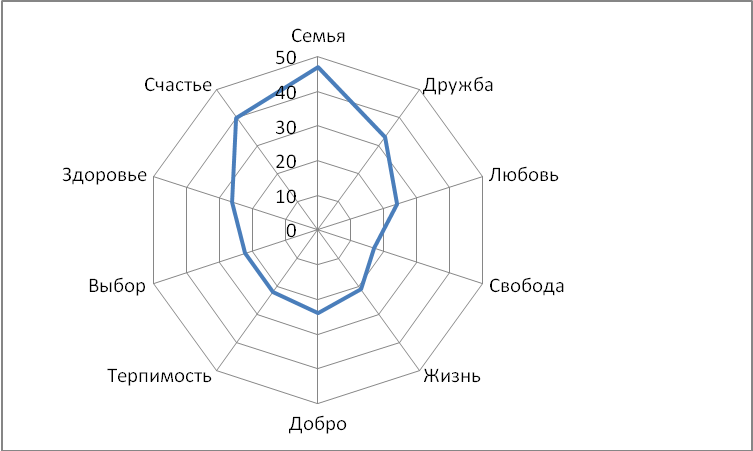 Семья
50
Счастье
Дружба
40
30
Здоровье
20
Любовь
10
0
Выбор
Свобода
Терпимость
Жизнь
Добро